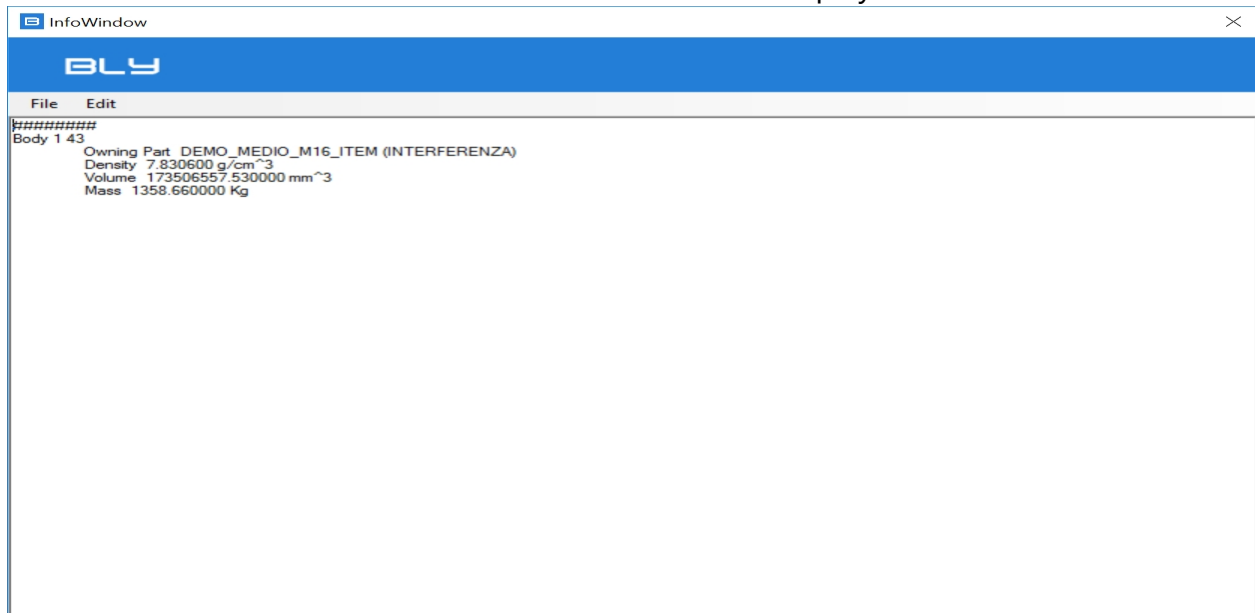 InfoWindow
BLY
File Edit
########
Body 1 43
Owning Part DEMO_MEDIO_M16_ITEM (INTERFERENZA)
Density 7.830600 g/cm^3
Volume 173506557.530000 mm^3
Mass 1358.660000 Kg